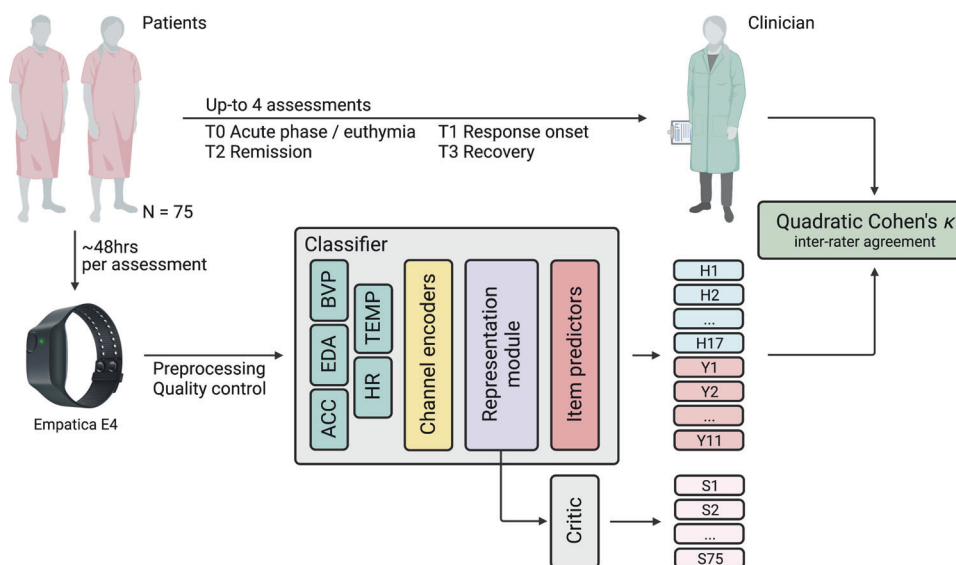 Patients
Clinician
Up-to 4 assessments
T0 Acute phase / euthymia
T1 Response onset
T2 Remission
T3 Recovery
N = 75
~48hrs
per assessment
Quadratic Cohen's κ
inter-rater agreement
Classifier
BVP
EDA
ACC
TEMP
HR
Channel encoders
Representation
module
Item predictors
Preprocessing
Quality control
Empatica E4
H1
H2
...
H17
Y1
Y2
...
Y11
Critic
S1
S2
...
S75